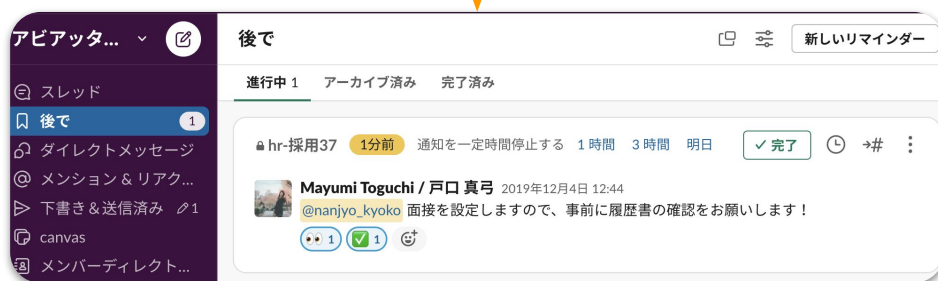 アビアッタ...
スレッド
後で 1
ダイレクトメッセージ
メンション & リアク...
下書き & 送信済み 1
canvas
メンバーディレクト...
後で
新しいリマインダー
進行中 1 アーカイブ済み 完了済み
hr-採用37 1分前 通知を一定時間停止する 1 時間 3 時間 明日 ✓ 完了
Mayumi Toguchi / 戸口 真弓 2019年12月4日 12:44
@nanjyo_kyoko 面接を設定しますので、事前に履歴書の確認をお願いします！
👀 1 ✅ 1